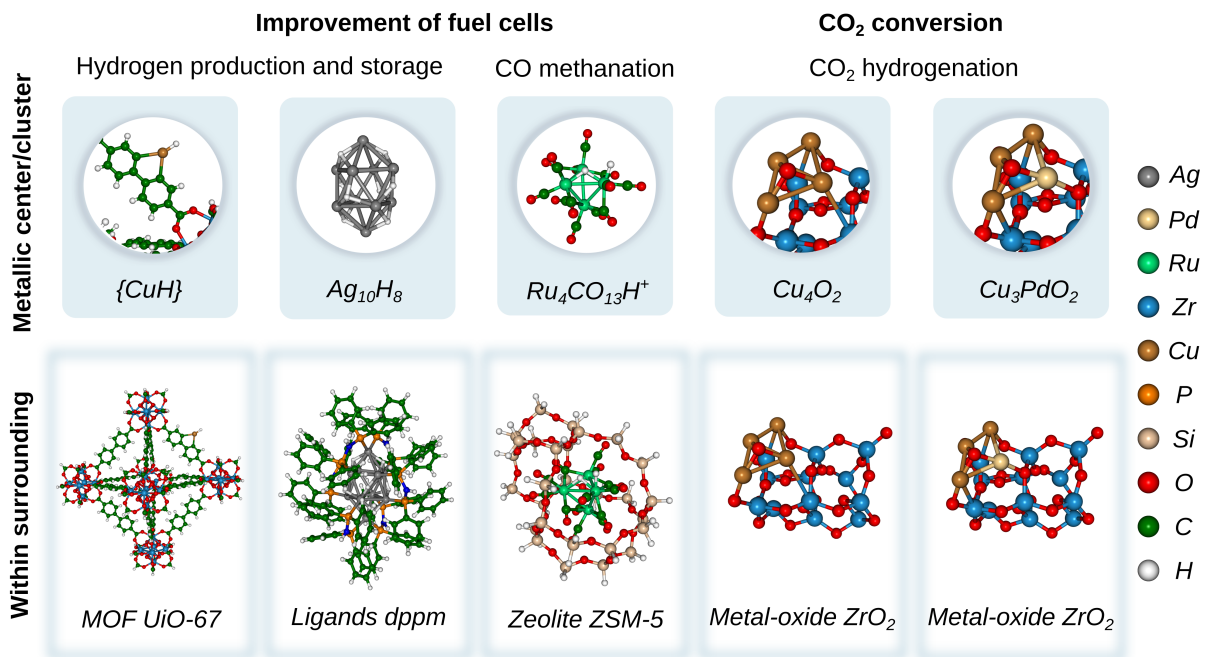 Improvement of fuel cells
CO₂ conversion
Hydrogen production and storage
CO methanation
CO₂ hydrogenation
Metallic center/cluster
{CuH}
Ag₁₀H₈
Ru₄CO₁₃H⁺
Cu₄O₂
Cu₃PdO₂
Ag
Pd
Ru
Zr
Cu
P
Si
O
C
H
Within surrounding
MOF UiO-67
Ligands dppm
Zeolite ZSM-5
Metal-oxide ZrO₂
Metal-oxide ZrO₂